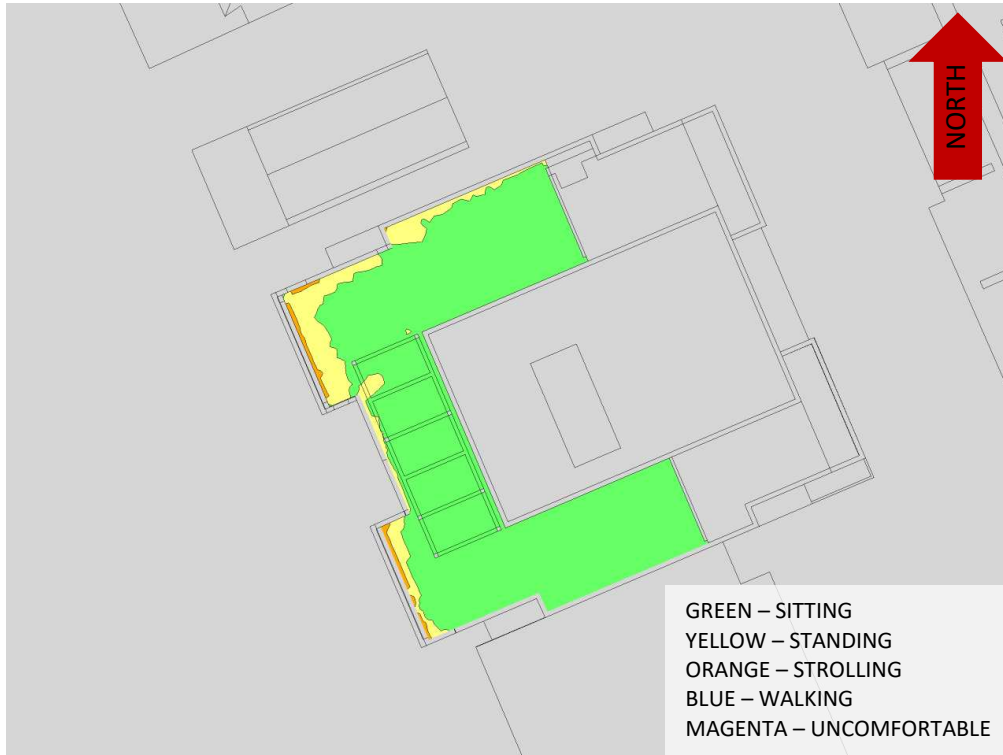 NORTH
GREEN – SITTING
YELLOW – STANDING
ORANGE – STROLLING
BLUE – WALKING
MAGENTA – UNCOMFORTABLE